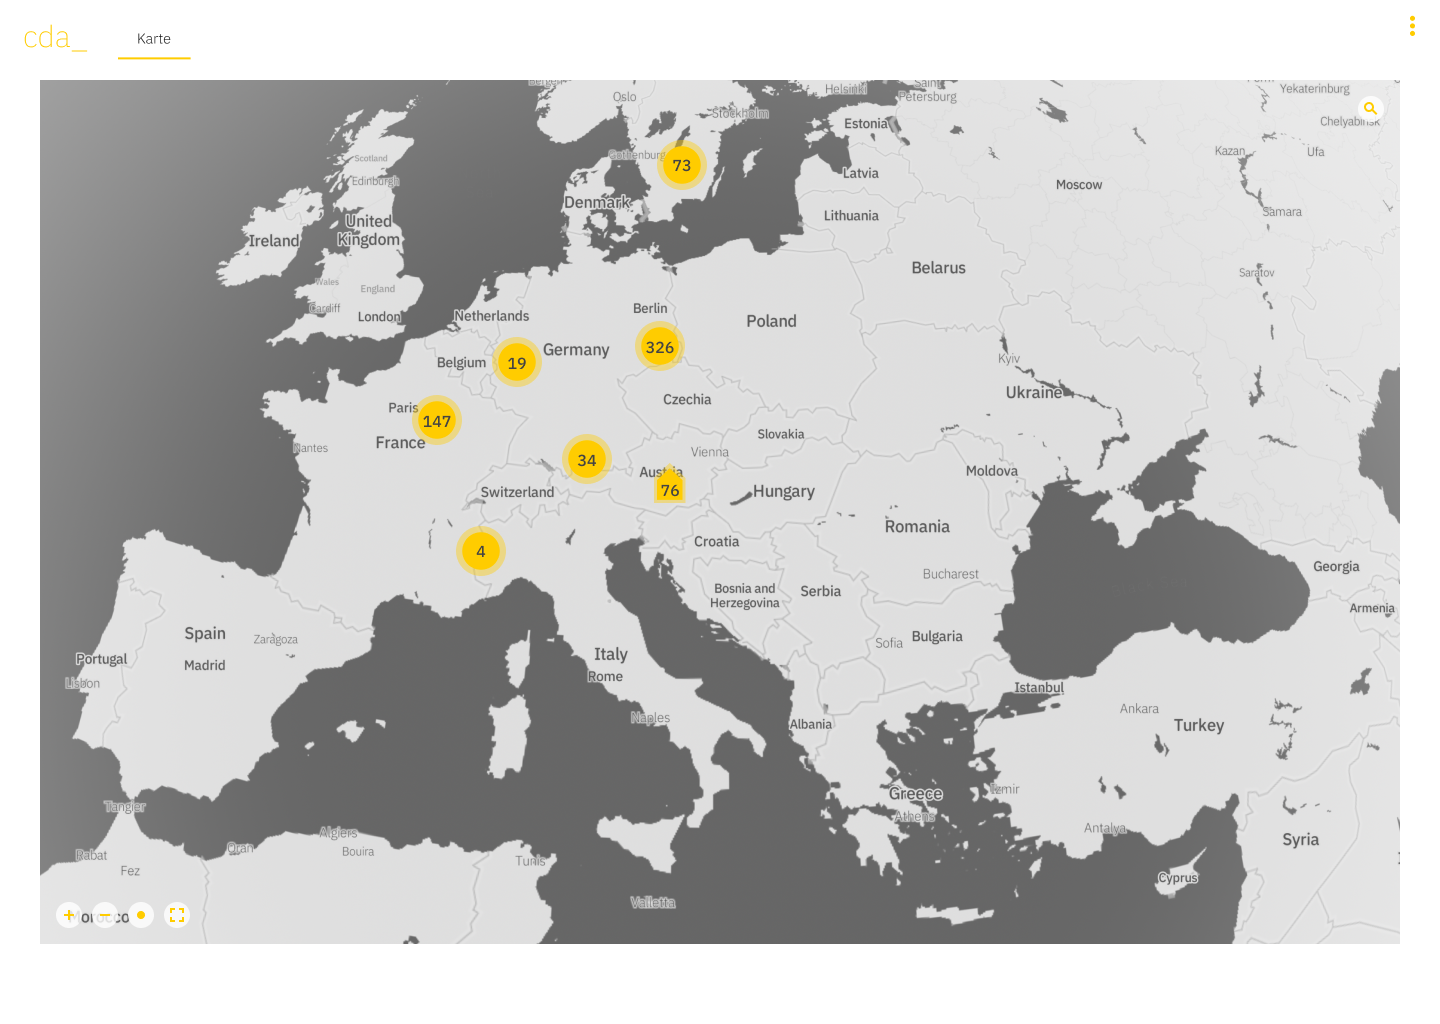 cda_
Karte
Oslo
Helsinki
Saint
Petersburg
Yekaterinburg
Stockholm
Estonia
Chelyabinsk
Scotland
Gothenburg
73
Kazan
Ufa
Edinburgh
Latvia
Moscow
Denmark
Lithuania
Samara
United
Kingdom
Ireland
Belarus
Saratov
Wales
England
Cardiff
London
Netherlands
Berlin
Poland
326
Germany
19
Belgium
Kyiv
Ukraine
Czechia
Paris
147
France
Slovakia
Nantes
Vienna
34
Austria
76
Moldova
Switzerland
Hungary
Romania
Croatia
4
Georgia
Bucharest
Bosnia and
Herzegovina
Serbia
Armenia
Spain
Zaragoza
Sofia
Bulgaria
Portugal
Madrid
Italy
Rome
Lisbon
Istanbul
Naples
Albania
Ankara
Turkey
Izmir
Greece
Athens
Tangier
Algiers
Antalya
Syria
Oran
Bouira
Rabat
Tunis
Fez
Cyprus
Valletta
Morocco